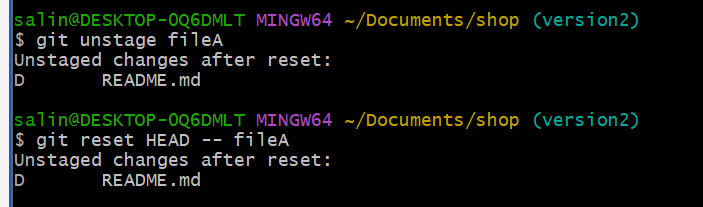 salin@DESKTOP-OQ6DMLT MINGW64 ~/Documents/shop (version2)
$ git unstage fileA
Unstaged changes after reset:
D       README.md
salin@DESKTOP-OQ6DMLT MINGW64 ~/Documents/shop (version2)
$ git reset HEAD -- fileA
Unstaged changes after reset:
D       README.md